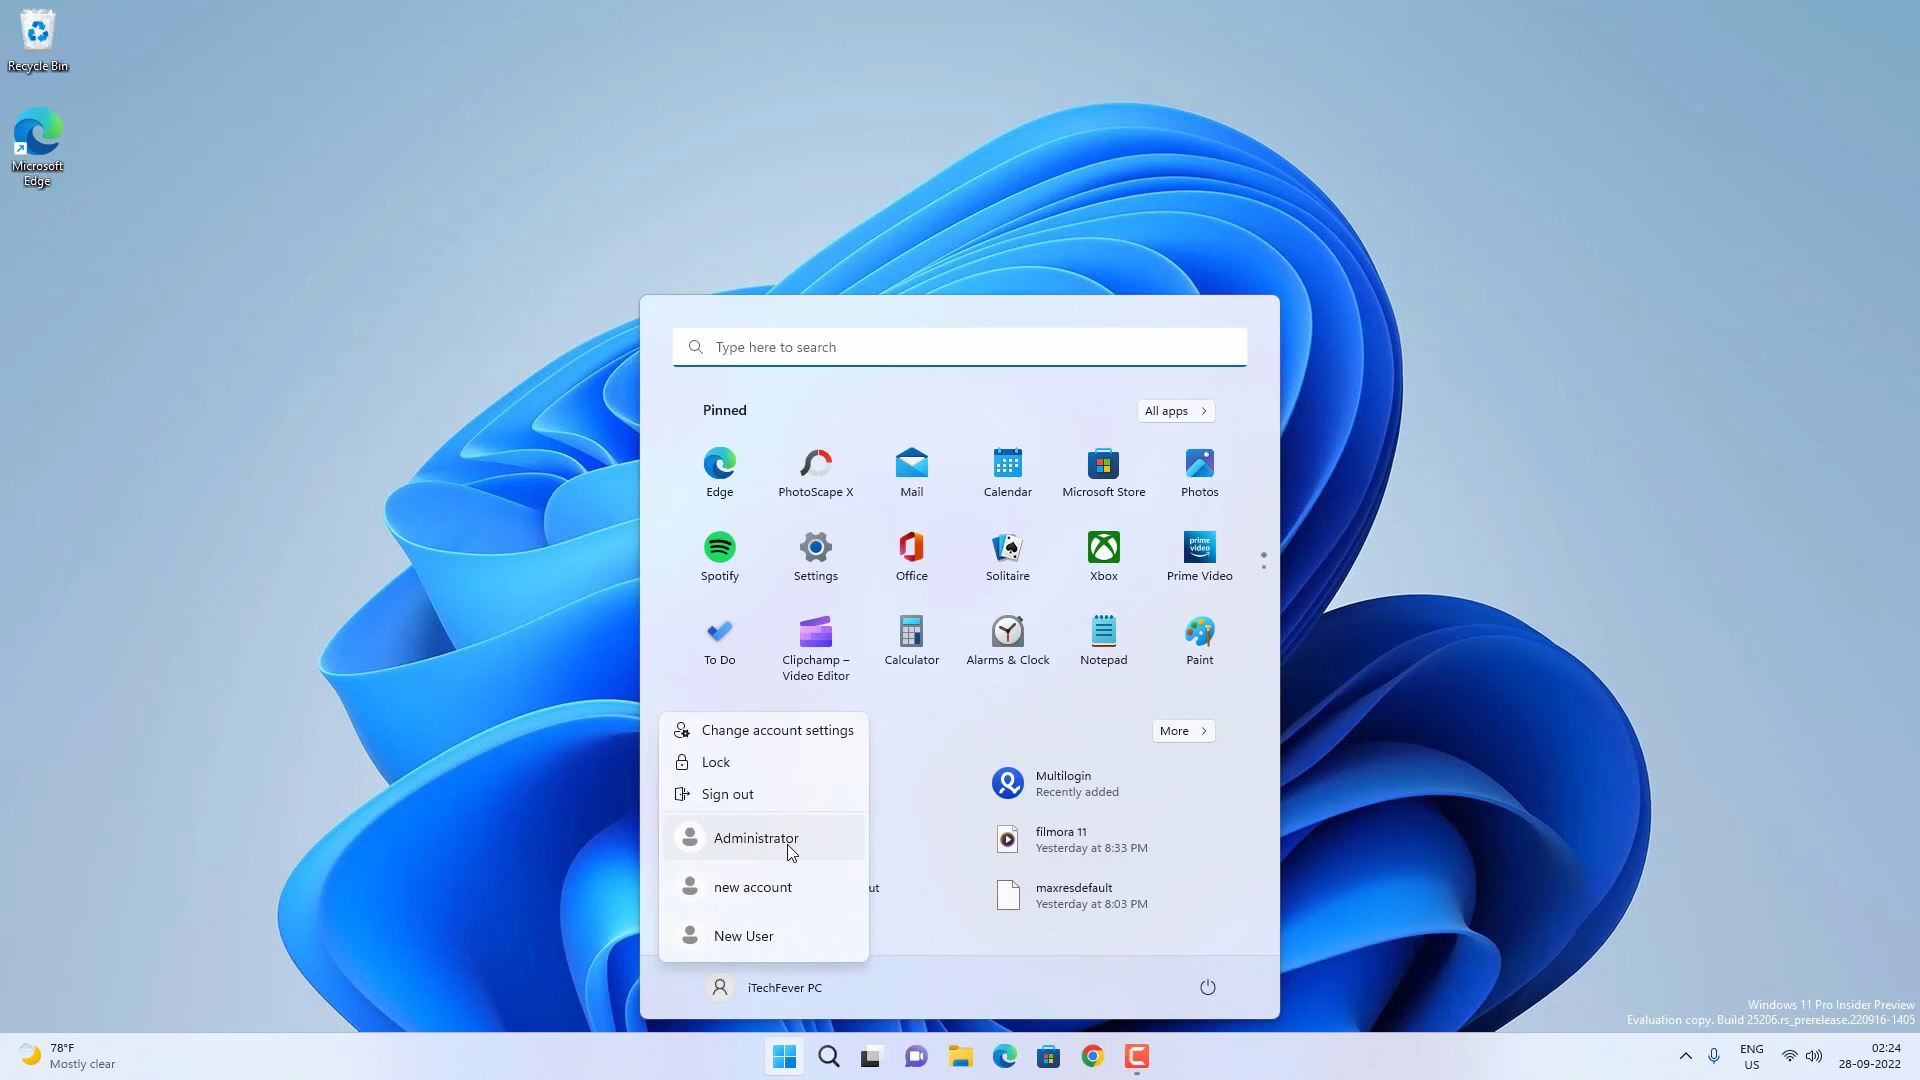 Recycle Bin
Microsoft
Edge
Type here to search
Pinned
All apps
Edge
PhotoScape X
Mail
Calendar
Microsoft Store
Photos
Spotify
Settings
Office
Solitaire
Xbox
prime
video
Prime Video
To Do
Clipchamp –
Video Editor
Calculator
Alarms & Clock
Notepad
Paint
Change account settings
Lock
Sign out
Administrator
new account
New User
More
Multilogin
Recently added
filmora 11
Yesterday at 8:33 PM
ut
maxresdefault
Yesterday at 8:03 PM
iTechFever PC
Windows 11 Pro Insider Preview
Evaluation copy. Build 25206.rs_prerelease.220916-1405
78°F
Mostly clear
ENG
US
02:24
28-09-2022